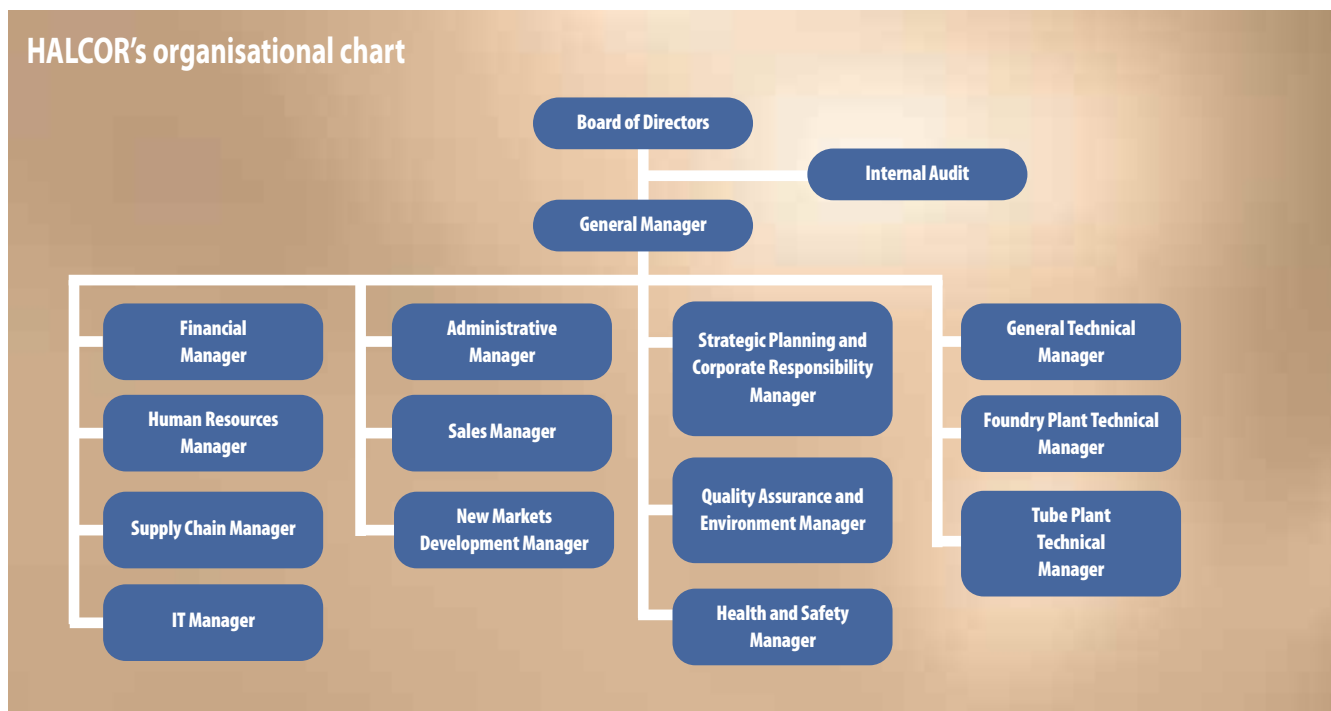 HALCOR's organisational chart
Board of Directors
Internal Audit
General Manager
Financial
Manager
Human Resources
Manager
Supply Chain Manager
IT Manager
Administrative
Manager
Sales Manager
New Markets
Development Manager
Strategic Planning and
Corporate Responsibility
Manager
Quality Assurance and
Environment Manager
Health and Safety
Manager
General Technical
Manager
Foundry Plant Technical
Manager
Tube Plant
Technical
Manager